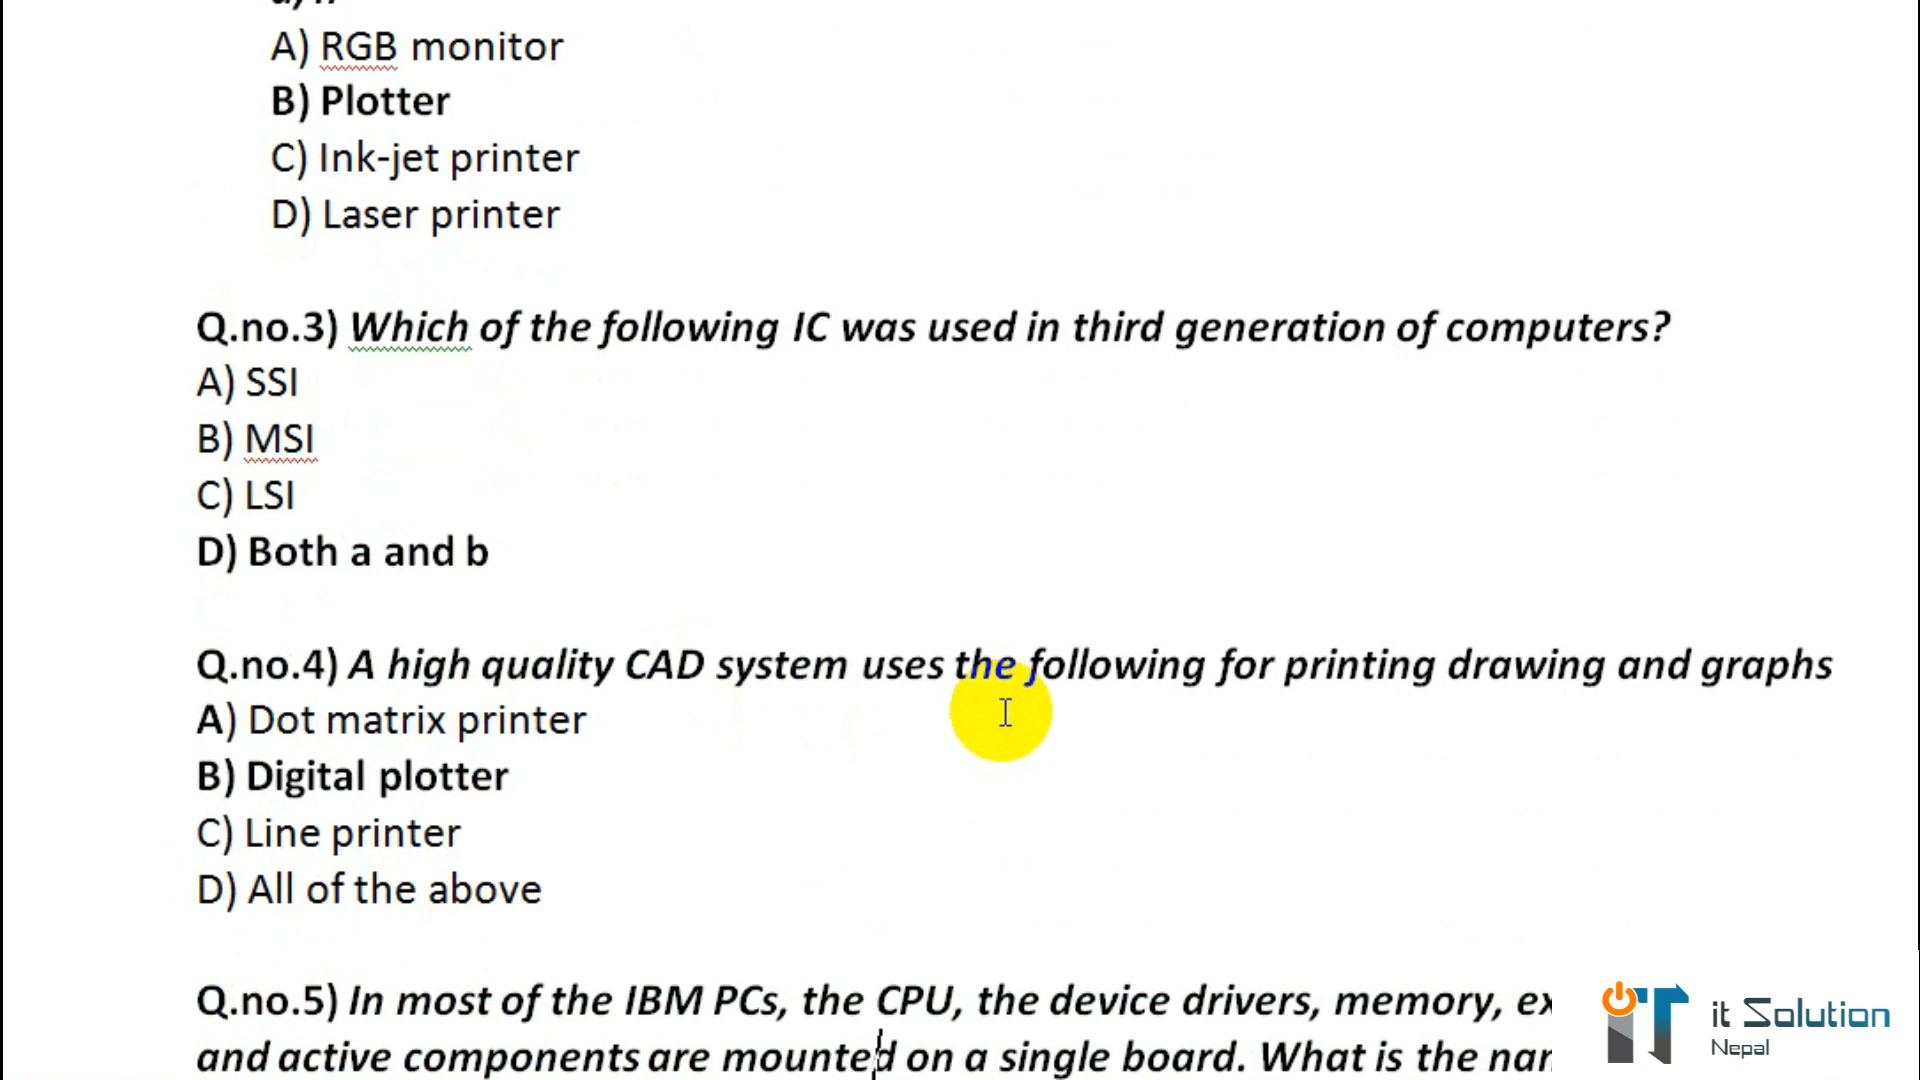 A) RGB monitor
B) Plotter
C) Ink-jet printer
D) Laser printer
Q.no.3) Which of the following IC was used in third generation of computers?
A) SSI
B) MSI
C) LSI
D) Both a and b
Q.no.4) A high quality CAD system uses the following for printing drawing and graphs
A) Dot matrix printer
B) Digital plotter
C) Line printer
D) All of the above
Q.no.5) In most of the IBM PCs, the CPU, the device drivers, memory,
and active components are mounted on a single board. What is the
iT it Solution
Nepal